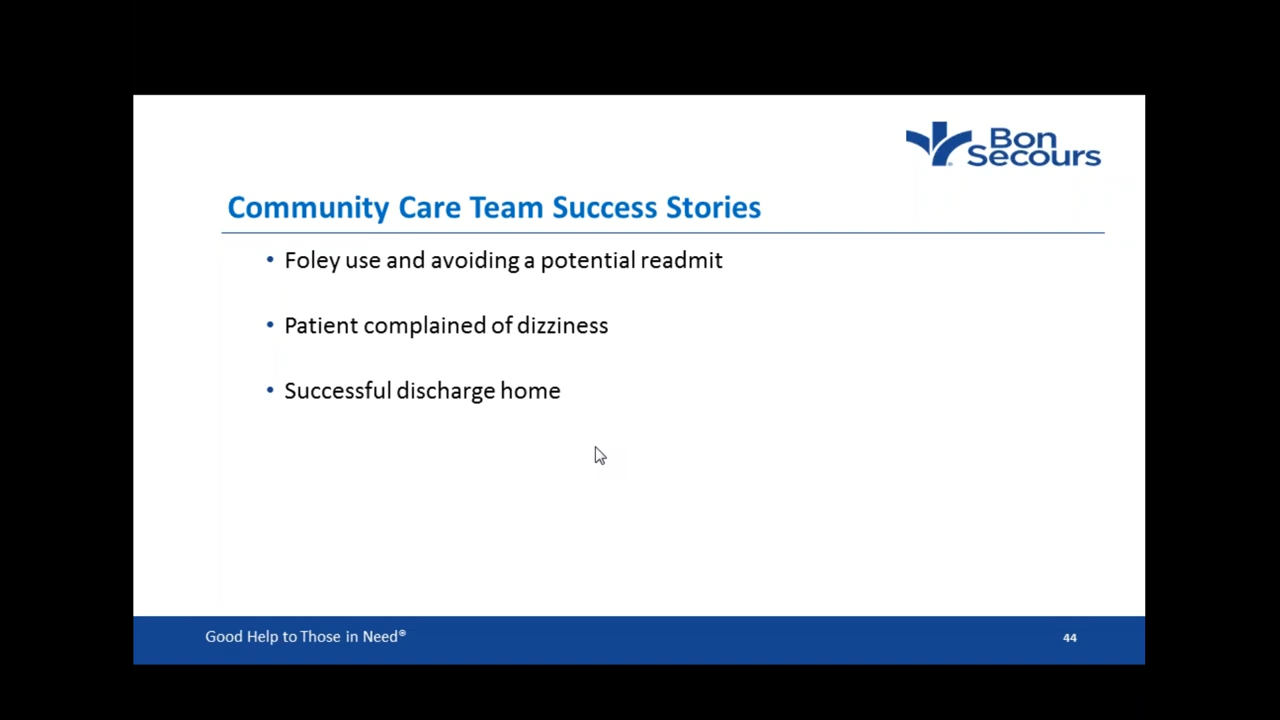 Bon
Secours
Community Care Team Success Stories
• Foley use and avoiding a potential readmit
• Patient complained of dizziness
• Successful discharge home
Good Help to Those in Need®
44